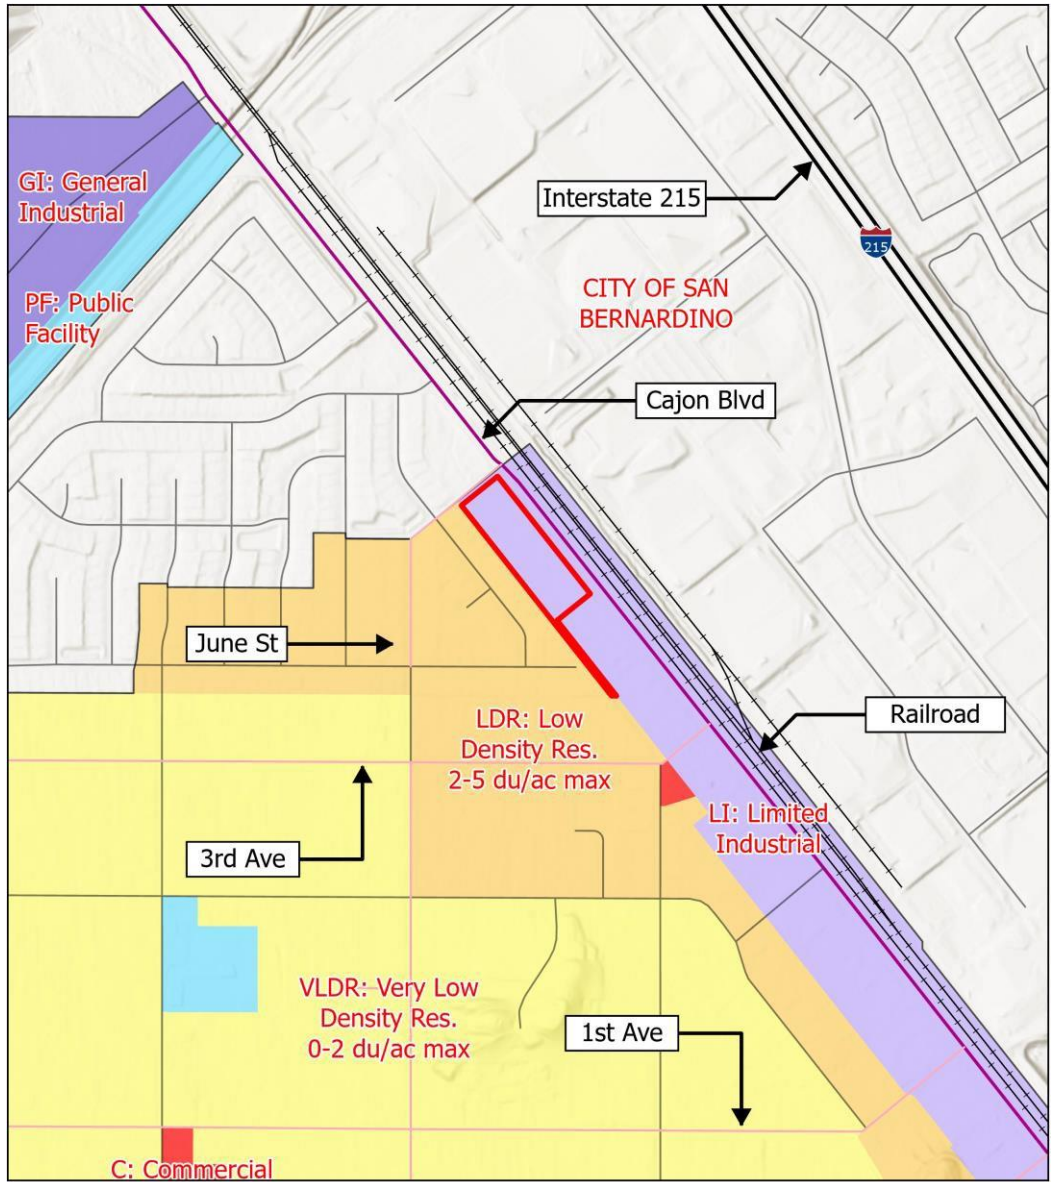 GI: General
Industrial
Interstate 215
215
CITY OF SAN
BERNARDINO
PF: Public
Facility
Cajon Blvd
June St
LDR: Low
Density Res.
2-5 du/ac max
Railroad
LI: Limited
Industrial
3rd Ave
VLDR: Very Low
Density Res.
0-2 du/ac max
1st Ave
C: Commercial